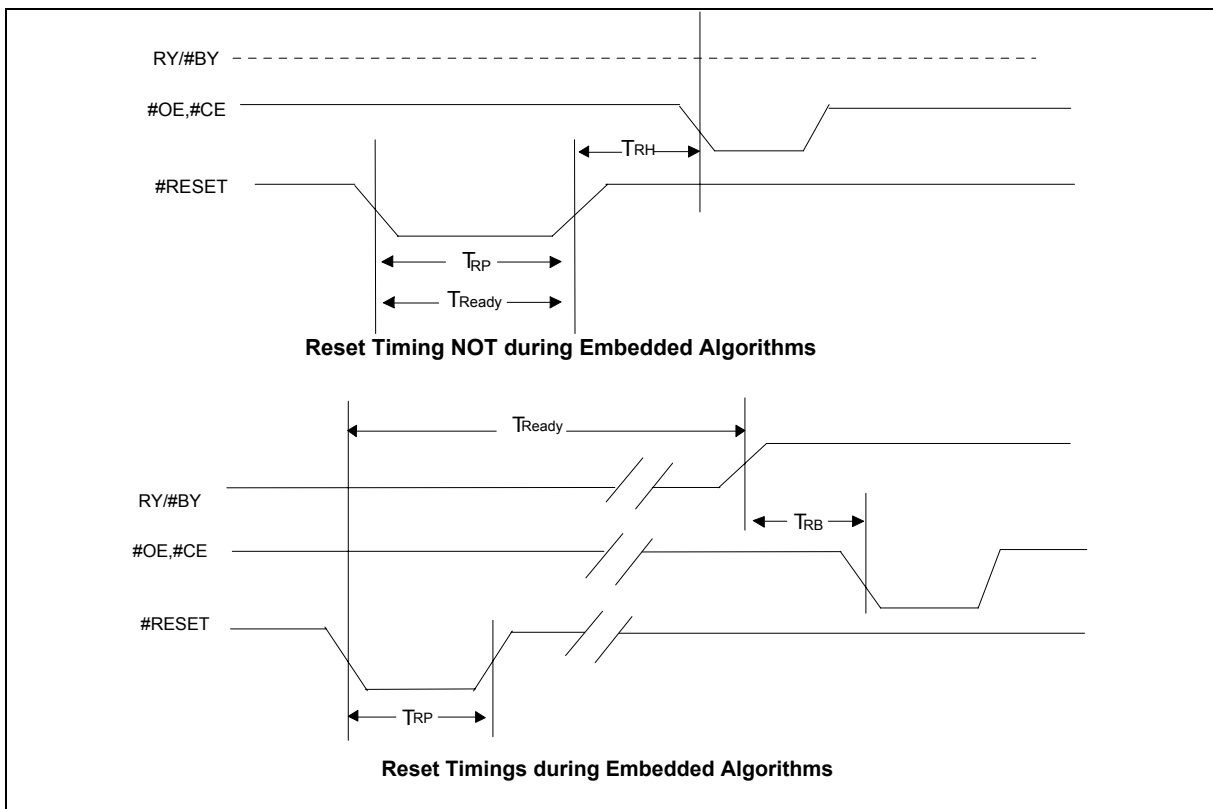 RY/#BY
#OE,#CE
TRH
#RESET
TRP
TReady
Reset Timing NOT during Embedded Algorithms
TReady
RY/#BY
TRB
#OE,#CE
#RESET
TRP
Reset Timings during Embedded Algorithms